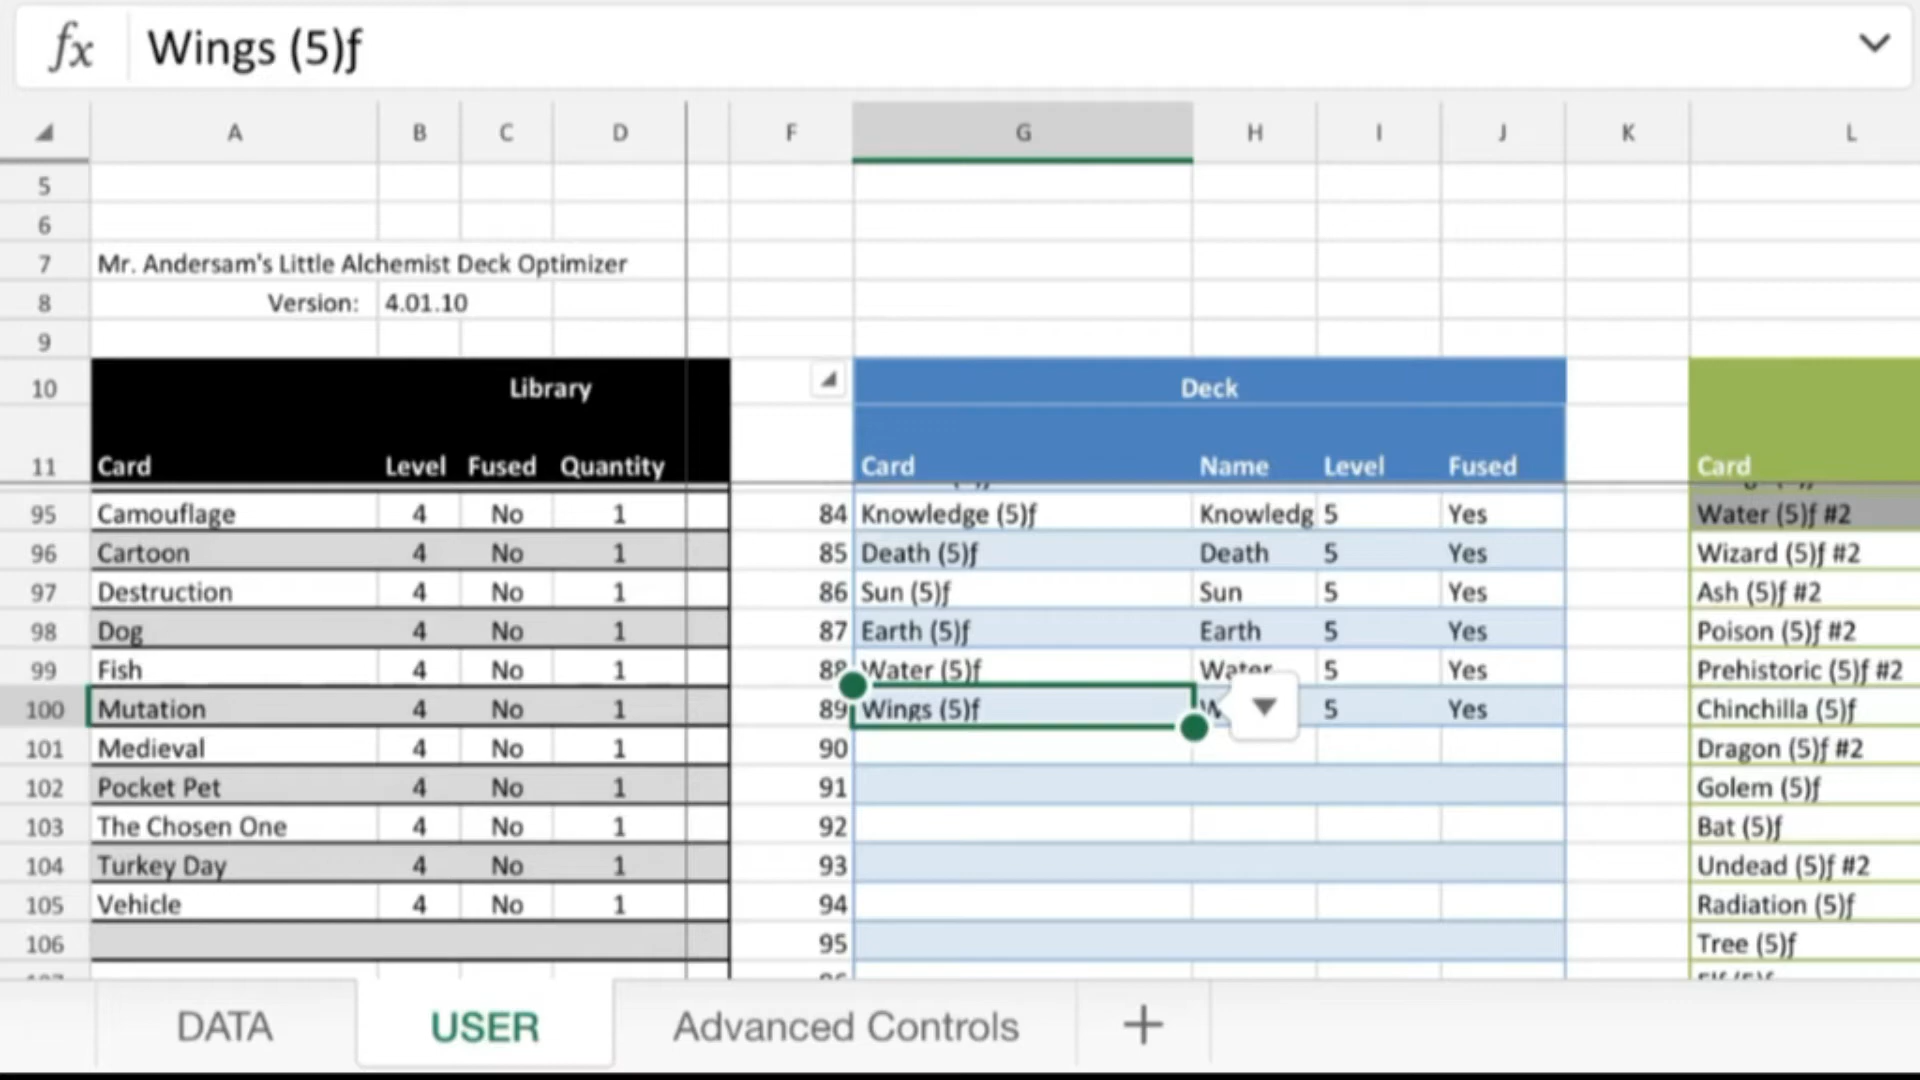 fx Wings (5)ƒ
A B C D F G H I J K L
5
6
7 Mr. Andersam's Little Alchemist Deck Optimizer
8 Version: 4.01.10
9
10 Library Deck
11 Card Level Fused Quantity Card Name Level Fused Card
95 Camouflage 4 No 1 84 Knowledge (5)ƒ Knowledg 5 Yes Water (5)ƒ #2
96 Cartoon 4 No 1 85 Death (5)ƒ Death 5 Yes Wizard (5)ƒ #2
97 Destruction 4 No 1 86 Sun (5)ƒ Sun 5 Yes Ash (5)ƒ #2
98 Dog 4 No 1 87 Earth (5)ƒ Earth 5 Yes Poison (5)ƒ #2
99 Fish 4 No 1 88 Water (5)ƒ Water 5 Yes Prehistoric (5)ƒ #2
100 Mutation 4 No 1 89 Wings (5)ƒ 5 Yes Chinchilla (5)ƒ
101 Medieval 4 No 1 90 Dragon (5)ƒ #2
102 Pocket Pet 4 No 1 91 Golem (5)ƒ
103 The Chosen One 4 No 1 92 Bat (5)ƒ
104 Turkey Day 4 No 1 93 Undead (5)ƒ #2
105 Vehicle 4 No 1 94 Radiation (5)ƒ
106 95 Tree (5)ƒ
DATA USER Advanced Controls +